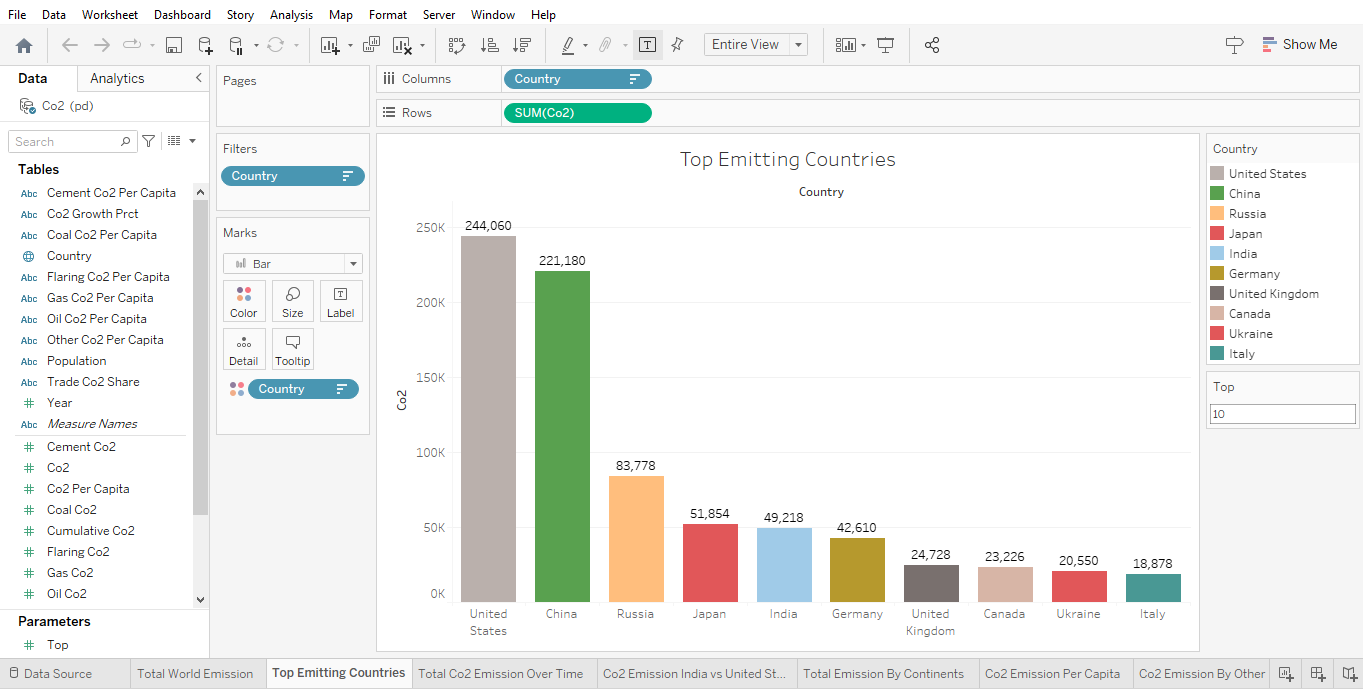 File Data Worksheet Dashboard Story Analysis Map Format Server Window Help
Entire View
Show Me
Data Analytics
Co2 (pd)
Search
Tables
Abc Cement Co2 Per Capita
Abc Co2 Growth Prct
Abc Coal Co2 Per Capita
Country
Abc Flaring Co2 Per Capita
Abc Gas Co2 Per Capita
Abc Oil Co2 Per Capita
Abc Other Co2 Per Capita
Abc Population
Abc Trade Co2 Share
# Year
Abc Measure Names
# Cement Co2
# Co2
# Co2 Per Capita
# Coal Co2
# Cumulative Co2
# Flaring Co2
# Gas Co2
# Oil Co2
Parameters
# Top
Pages
Filters
Country
Marks
Bar
Color Size Label
Detail Tooltip
Country
Columns Country
Rows SUM(Co2)
Top Emitting Countries
Country
Co2
250K
200K
150K
100K
50K
0K
244,060
221,180
83,778
51,854
49,218
42,610
24,728
23,226
20,550
18,878
United States
China
Russia
Japan
India
Germany
United Kingdom
Canada
Ukraine
Italy
Country
United States
China
Russia
Japan
India
Germany
United Kingdom
Canada
Ukraine
Italy
Top
10
Data Source Total World Emission Top Emitting Countries Total Co2 Emission Over Time Co2 Emission India vs United St... Total Emission By Continents Co2 Emission Per Capita Co2 Emission By Other